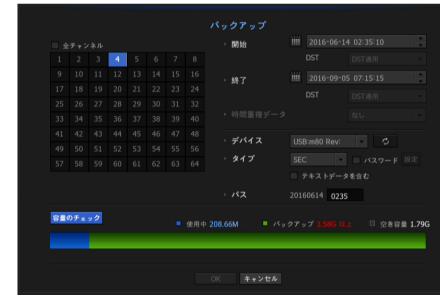 バックアップ
全チャンネル
1 2 3 4 5 6 7 8
9 10 11 12 13 14 15 16
17 18 19 20 21 22 23 24
25 26 27 28 29 30 31 32
33 34 35 36 37 38 39 40
41 42 43 44 45 46 47 48
49 50 51 52 53 54 55 56
57 58 59 60 61 62 63 64
開始 2016-06-14 02:35:10
DST DST適用
終了 2016-09-05 07:15:15
DST DST適用
時間重複データ なし
デバイス USB:m80 Rev:
タイプ SEC パスワード 設定
テキストデータを含む
パス 20160614 0235
容量のチェック
使用中 208.66M バックアップ 3.58G 以上 空き容量 1.79G
OK キャンセル